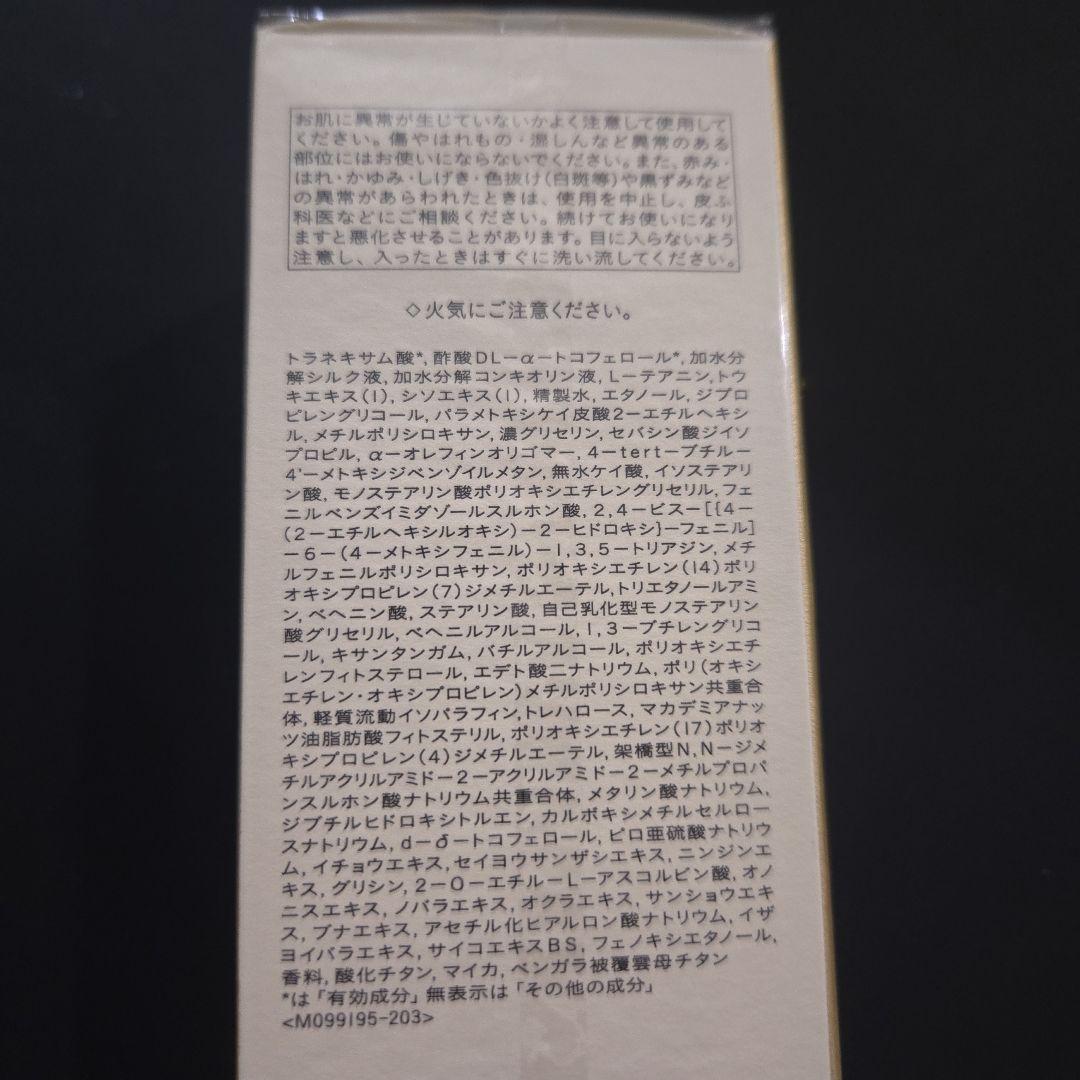 お肌に異常が生じていないかよく注意して使用して
ください。傷やはれもの・湿しんなど異常のある
部位にはお使いにならないでください。また、赤み・
はれ・かゆみ・しげき・色抜け(白斑等)や黒ずみなど
の異常があらわれたときは、使用を中止し、皮ふ
科医などにご相談ください。続けてお使いになり
ますと悪化させることがあります。目に入らないよう
注意し、入ったときはすぐに洗い流してください。
◇火気にご注意ください。
トラネキサム酸*, 酢酸DL-α-トコフェロール*, 加水分
解シルク液, 加水分解コンキオリン液, L-テアニン, トウ
キエキス(1), シソエキス(1), 精製水, エタノール, ジプロ
ピレングリコール, パラメトキシケイ皮酸2-エチルヘキシ
ル, メチルポリシロキサン, 濃グリセリン, セバシン酸ジイソ
プロピル, α-オレフィンオリゴマー, 4-tert-ブチル-
4'-メトキシジベンゾイルメタン, 無水ケイ酸, イソステアリ
ン酸, モノステアリン酸ポリオキシエチレングリセリル, フェ
ニルベンズイミダゾールスルホン酸, 2,4-ビス-[{4-
(2-エチルヘキシルオキシ)-2-ヒドロキシ}-フェニル]
-6-(4-メトキシフェニル)-1,3,5-トリアジン, メチ
ルフェニルポリシロキサン, ポリオキシエチレン(14)ポリ
オキシプロピレン(7)ジメチルエーテル, トリエタノールアミ
ン, ベヘニン酸, ステアリン酸, 自己乳化型モノステアリン
酸グリセリル, ベヘニルアルコール, 1,3-ブチレングリコ
ール, キサンタンガム, バチルアルコール, ポリオキシエチ
レンフィトステロール, エデト酸二ナトリウム, ポリ(オキシ
エチレン・オキシプロピレン)メチルポリシロキサン共重合
体, 軽質流動イソパラフィン, トレハロース, マカデミアナッ
ツ油脂肪酸フィトステリル, ポリオキシエチレン(17)ポリオ
キシプロピレン(4)ジメチルエーテル, 架橋型N,N-ジメ
チルアクリルアミド-2-アクリルアミド-2-メチルプロパ
ンスルホン酸ナトリウム共重合体, メタリン酸ナトリウム,
ジブチルヒドロキシトルエン, カルボキシメチルセルロー
スナトリウム, d-δ-トコフェロール, ピロ亜硫酸ナトリウ
ム, イチョウエキス, セイヨウサンザシエキス, ニンジンエ
キス, グリシン, 2-O-エチル-L-アスコルビン酸, オノ
ニスエキス, ノバラエキス, オクラエキス, サンショウエキ
ス, ブナエキス, アセチル化ヒアルロン酸ナトリウム, イザ
ヨイバラエキス, サイコエキスBS, フェノキシエタノール,
香料, 酸化チタン, マイカ, ベンガラ被覆雲母チタン
*は「有効成分」無表示は「その他の成分」
<M099195-203>